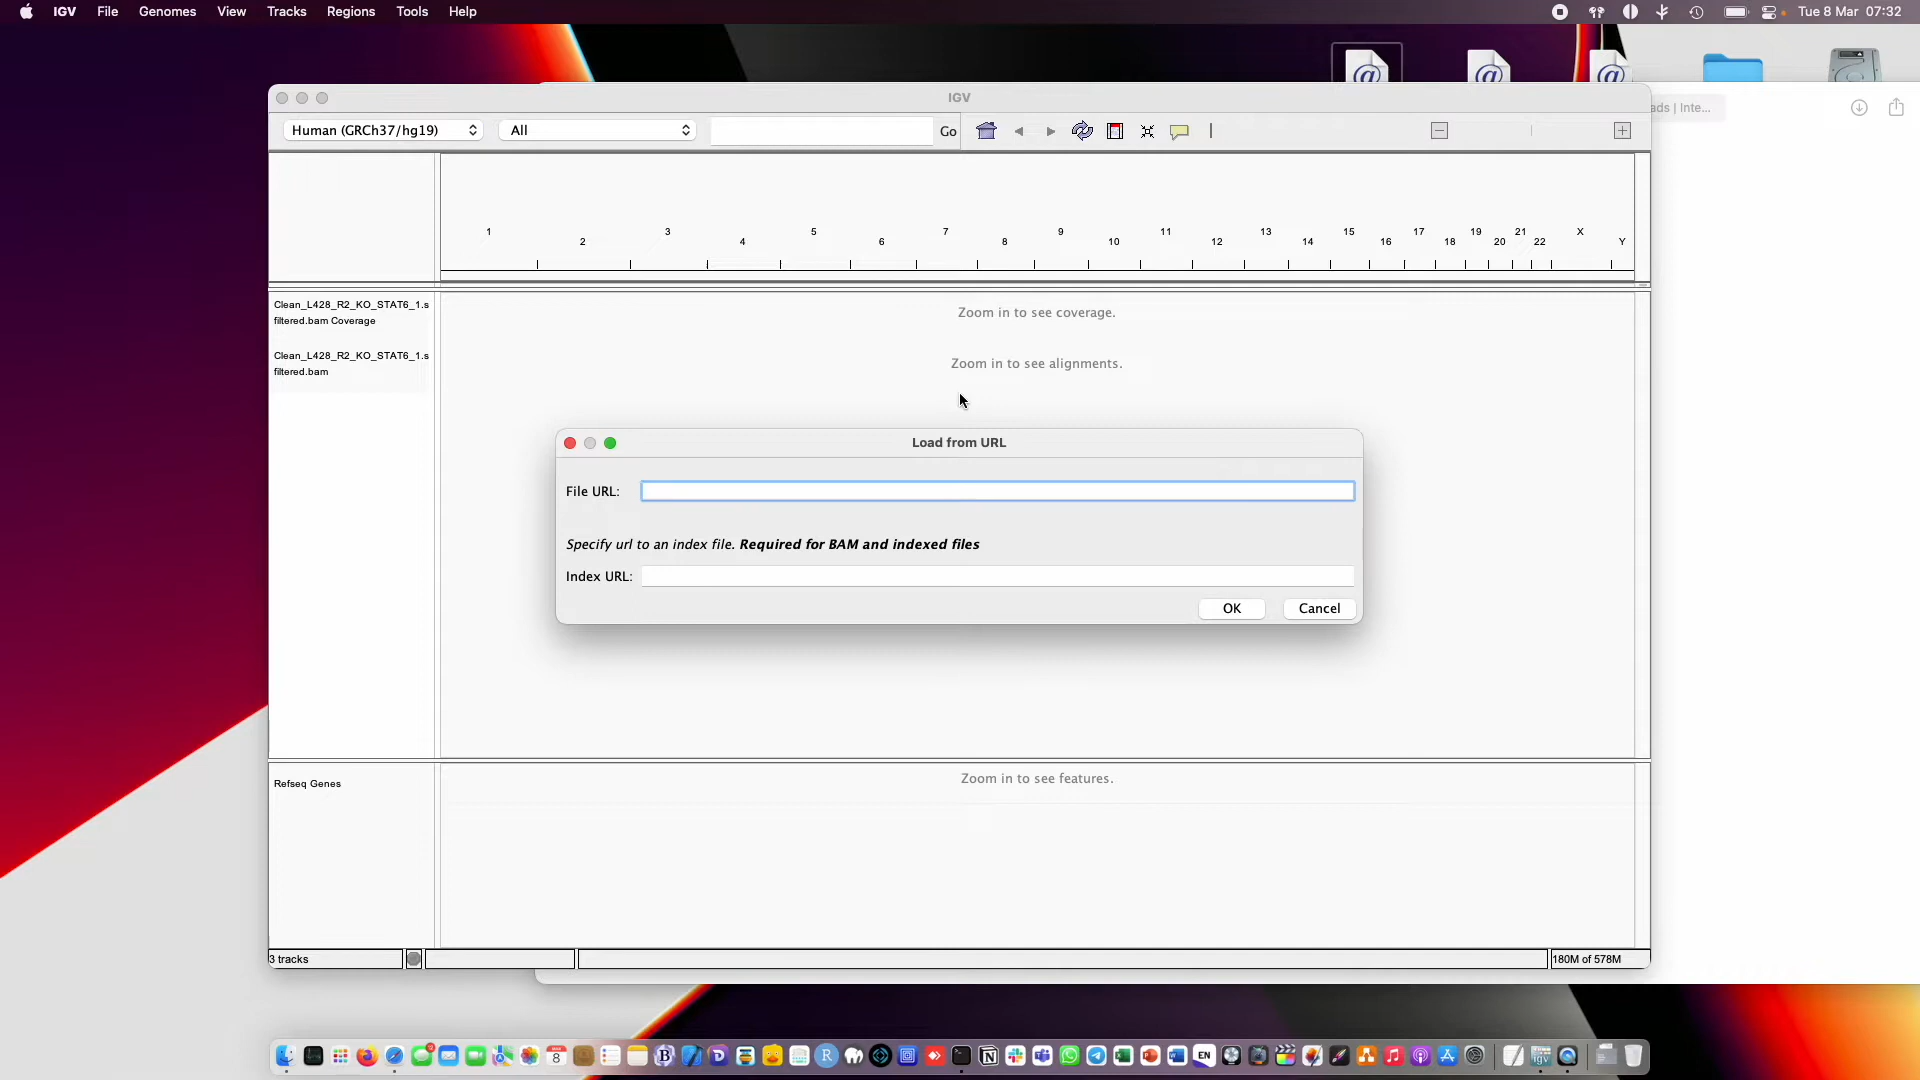 IGV File Genomes View Tracks Regions Tools Help
Tue 8 Mar 07:32
IGV
ads | Inte...
Human (GRCh37/hg19) All Go
1 2 3 4 5 6 7 8 9 10 11 12 13 14 15 16 17 18 19 20 21 22 X Y
Clean_L428_R2_KO_STAT6_1.s
filtered.bam Coverage
Zoom in to see coverage.
Clean_L428_R2_KO_STAT6_1.s
filtered.bam
Zoom in to see alignments.
Load from URL
File URL:
Specify url to an index file. Required for BAM and indexed files
Index URL:
OK Cancel
Refseq Genes
Zoom in to see features.
3 tracks
180M of 578M